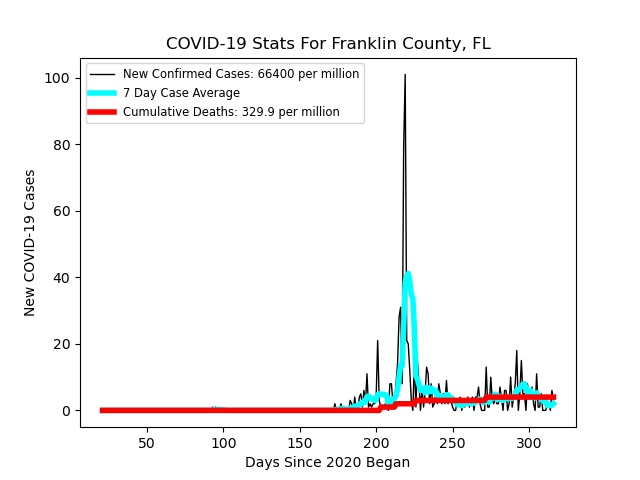 COVID-19 Stats For Franklin County, FL
New Confirmed Cases: 66400 per million
7 Day Case Average
Cumulative Deaths: 329.9 per million
New COVID-19 Cases
100
80
60
40
20
0
50 100 150 200 250 300
Days Since 2020 Began